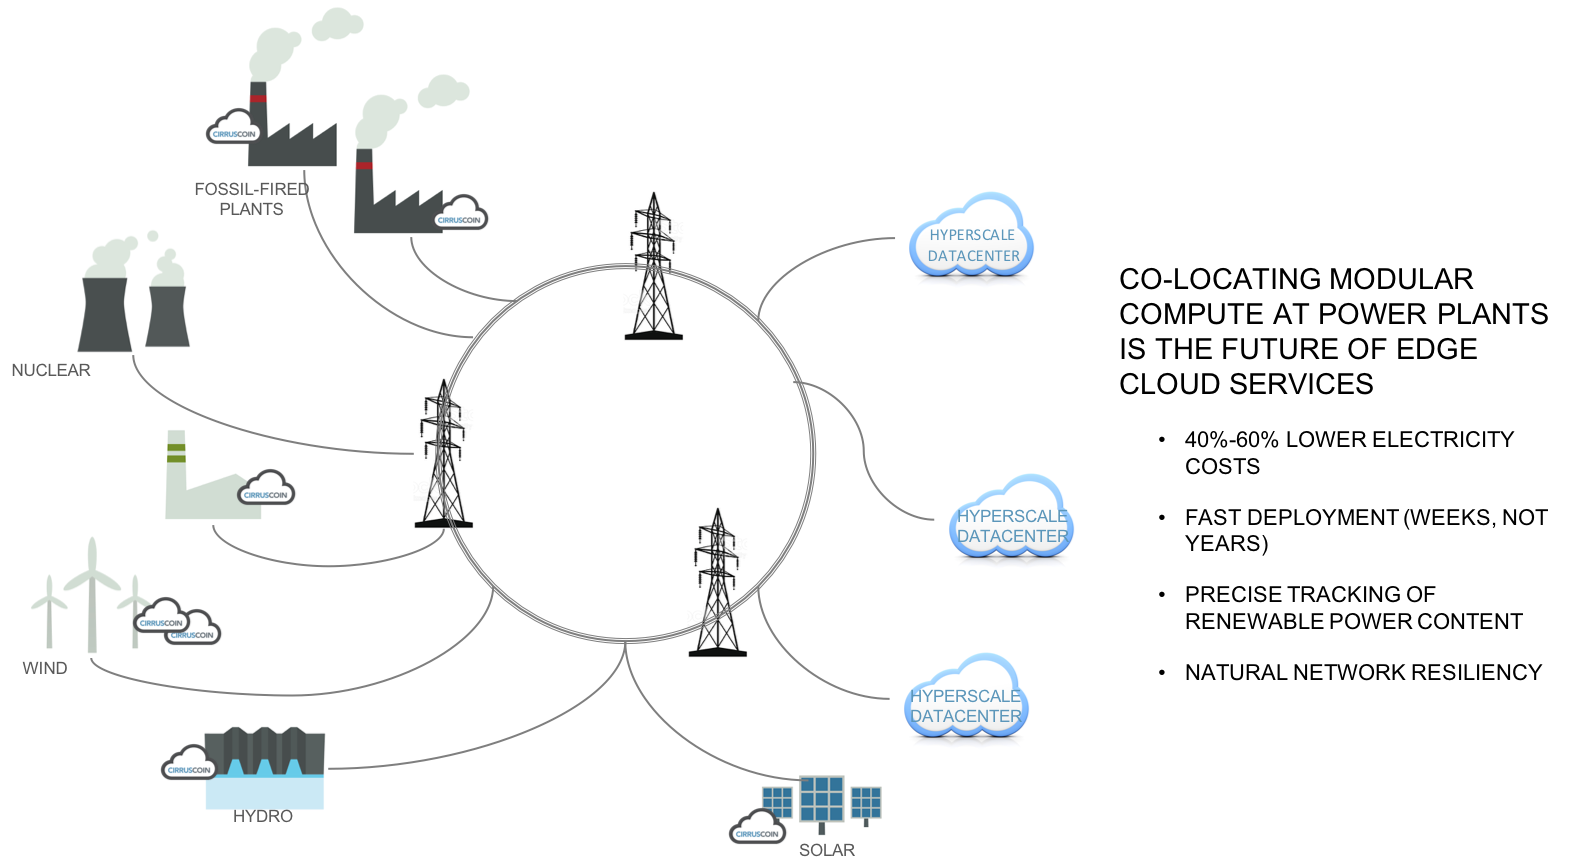 CIRRUSCOIN
FOSSIL-FIRED
PLANTS
CIRRUSCOIN
NUCLEAR
CIRRUSCOIN
CIRRUSCOIN
CIRRUSCOIN
WIND
CIRRUSCOIN
HYDRO
CIRRUSCOIN
SOLAR
HYPERSCALE
DATACENTER
HYPERSCALE
DATACENTER
HYPERSCALE
DATACENTER
CO-LOCATING MODULAR
COMPUTE AT POWER PLANTS
IS THE FUTURE OF EDGE
CLOUD SERVICES
• 40%-60% LOWER ELECTRICITY
COSTS
• FAST DEPLOYMENT (WEEKS, NOT
YEARS)
• PRECISE TRACKING OF
RENEWABLE POWER CONTENT
• NATURAL NETWORK RESILIENCY